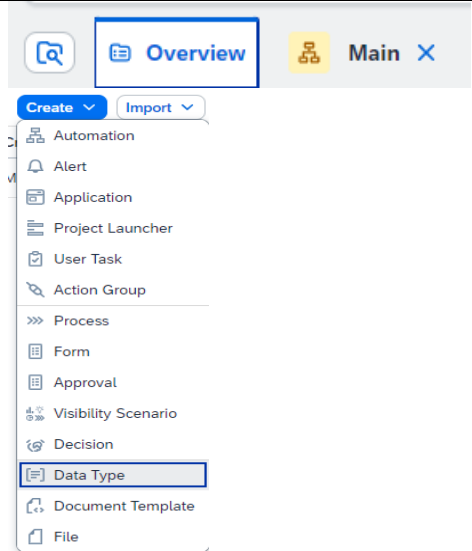 Overview
Main
Create
Import
Automation
Alert
Application
Project Launcher
User Task
Action Group
Process
Form
Approval
Visibility Scenario
Decision
Data Type
Document Template
File